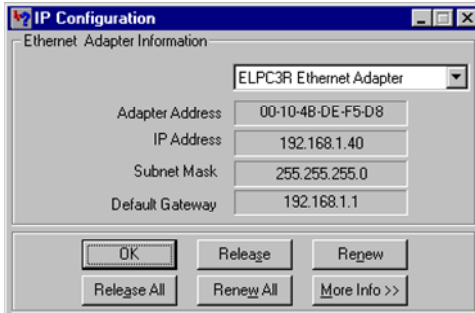 IP Configuration
Ethernet Adapter Information
ELPC3R Ethernet Adapter
Adapter Address 00-10-4B-DE-F5-D8
IP Address 192.168.1.40
Subnet Mask 255.255.255.0
Default Gateway 192.168.1.1
OK Release Renew
Release All Renew All More Info >>